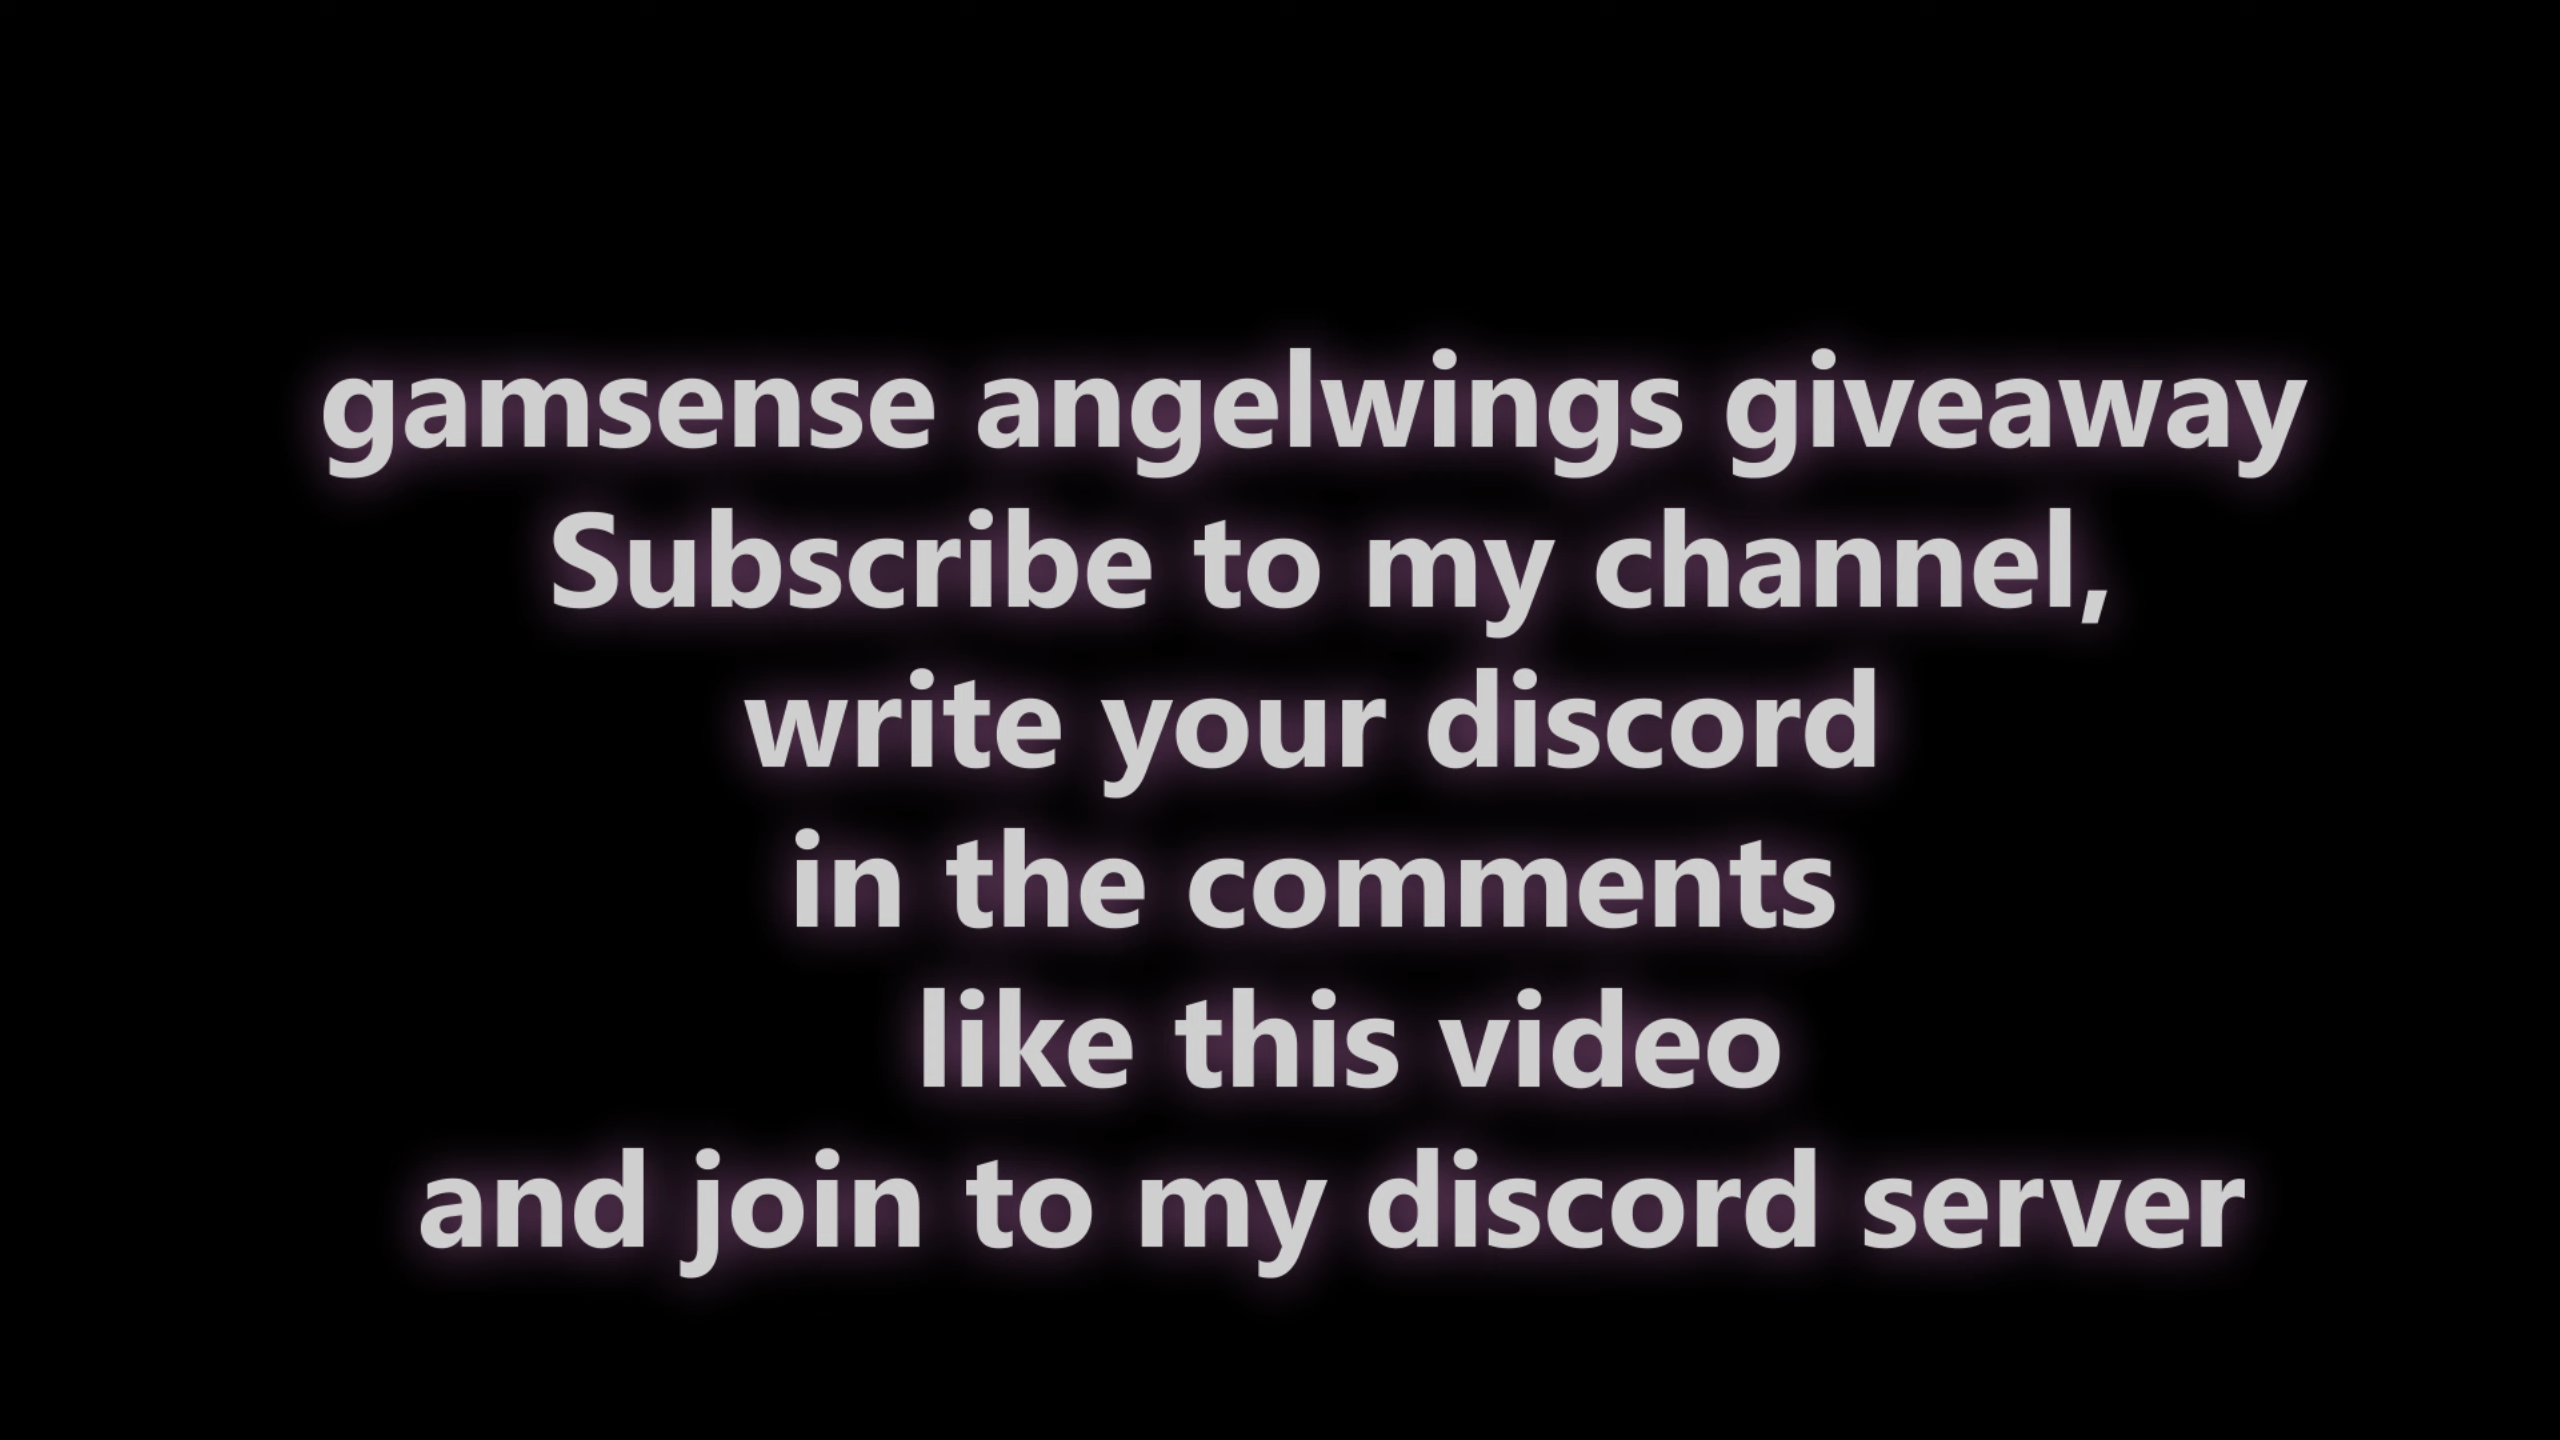 gamsense angelwings giveaway
Subscribe to my channel,
write your discord
in the comments
like this video
and join to my discord server